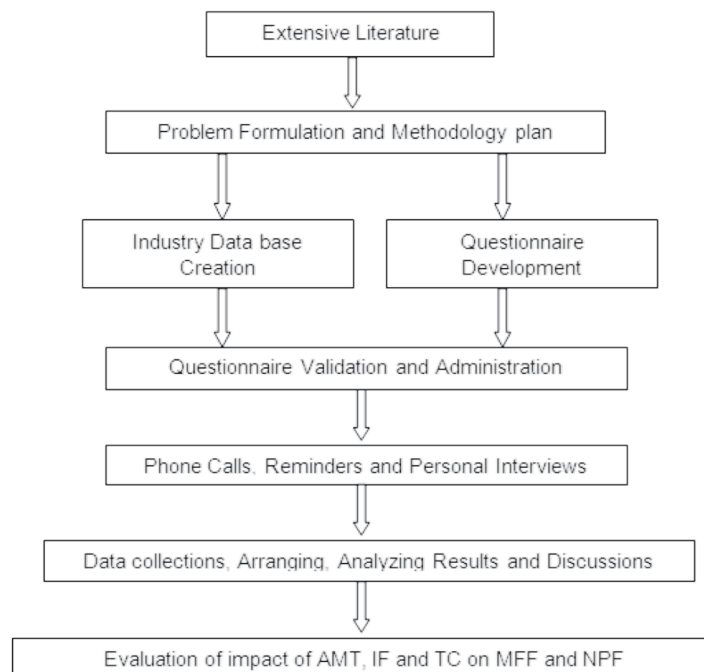 Extensive Literature
Problem Formulation and Methodology plan
Industry Data base
Creation
Questionnaire
Development
Questionnaire Validation and Administration
Phone Calls, Reminders and Personal Interviews
Data collections, Arranging, Analyzing Results and Discussions
Evaluation of impact of AMT, IF and TC on MFF and NPF